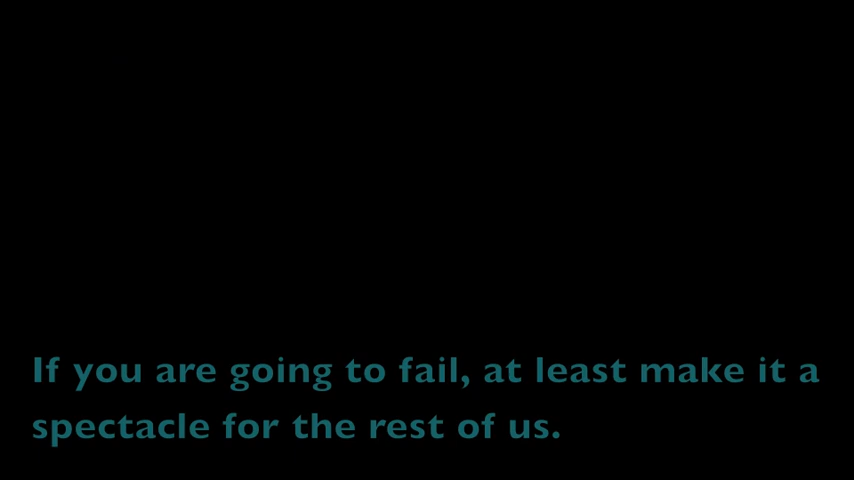 If you are going to fail, at least make it a
spectacle for the rest of us.